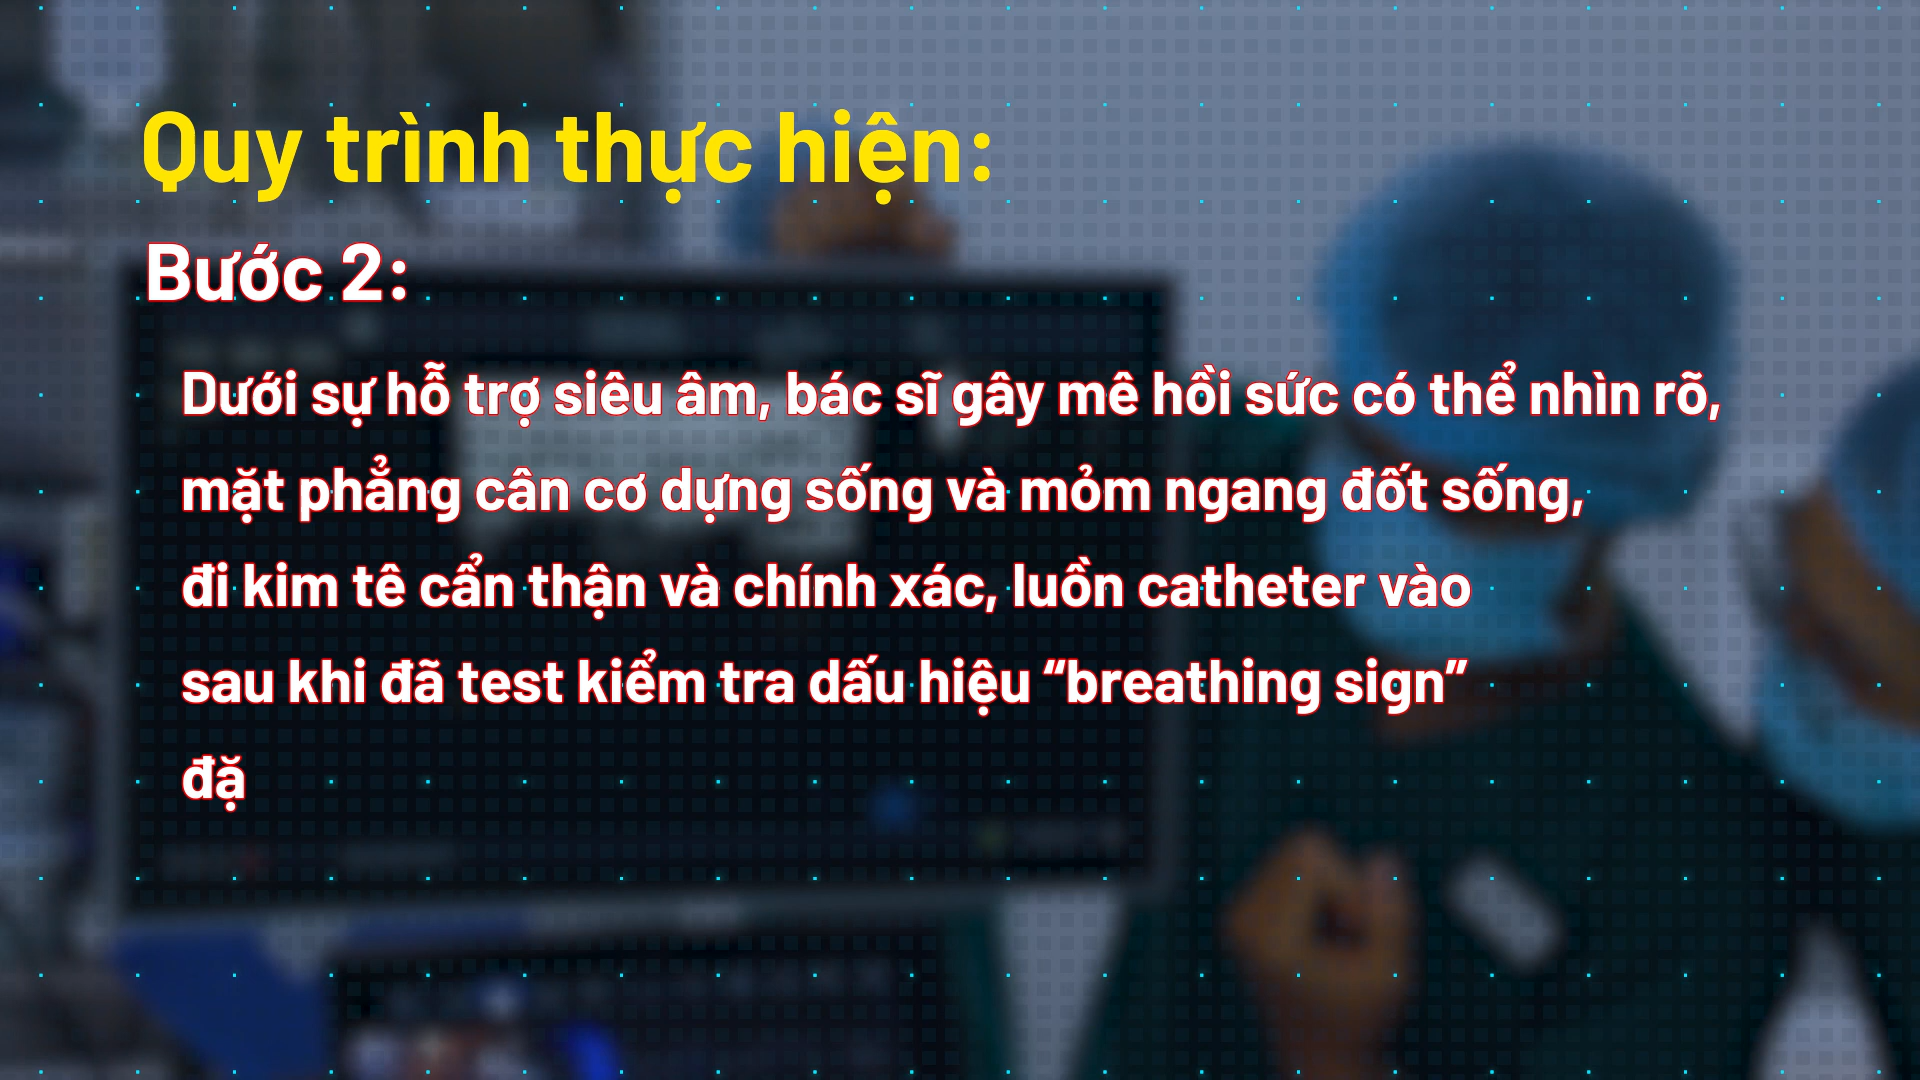 Quy trình thực hiện:
Bước 2:
Dưới sự hỗ trợ siêu âm, bác sĩ gây mê hồi sức có thể nhìn rõ,
mặt phẳng cân cơ dựng sống và mỏm ngang đốt sống,
đi kim tê cẩn thận và chính xác, luồn catheter vào
sau khi đã test kiểm tra dấu hiệu “breathing sign”
đặ